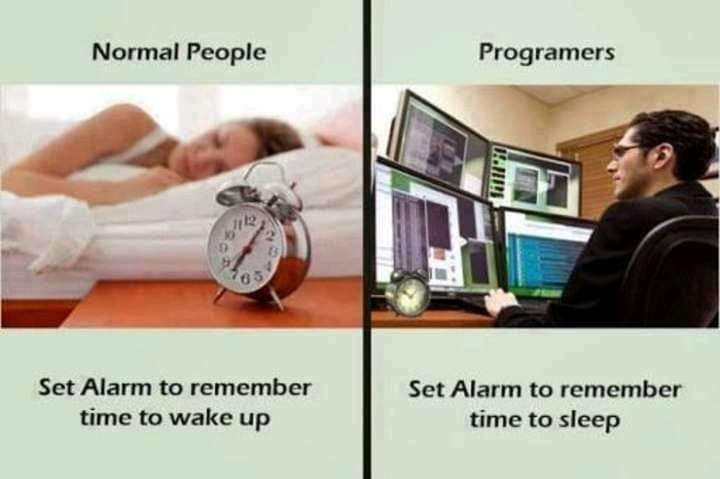 Normal People
Set Alarm to remember
time to wake up
Programers
Set Alarm to remember
time to sleep